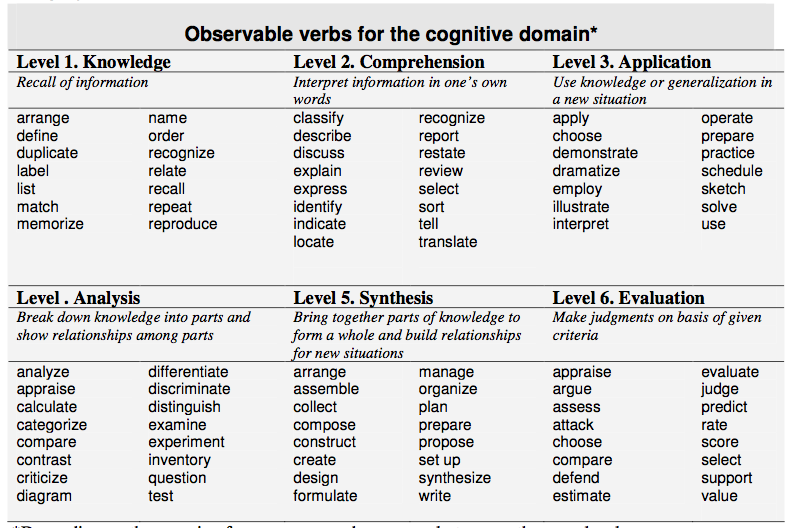 Observable verbs for the cognitive domain*
Level 1. Knowledge
Recall of information
arrange name
define order
duplicate recognize
label relate
list recall
match repeat
memorize reproduce
Level 2. Comprehension
Interpret information in one's own
words
classify recognize
describe report
discuss restate
explain review
express select
identify sort
indicate tell
locate translate
Level 3. Application
Use knowledge or generalization in
a new situation
apply operate
choose prepare
demonstrate practice
dramatize schedule
employ sketch
illustrate solve
interpret use
Level . Analysis
Break down knowledge into parts and
show relationships among parts
analyze differentiate
appraise discriminate
calculate distinguish
categorize examine
compare experiment
contrast inventory
criticize question
diagram test
Level 5. Synthesis
Bring together parts of knowledge to
form a whole and build relationships
for new situations
arrange manage
assemble organize
collect plan
compose prepare
construct propose
create set up
design synthesize
formulate write
Level 6. Evaluation
Make judgments on basis of given
criteria
appraise evaluate
argue judge
assess predict
attack rate
choose score
compare select
defend support
estimate value